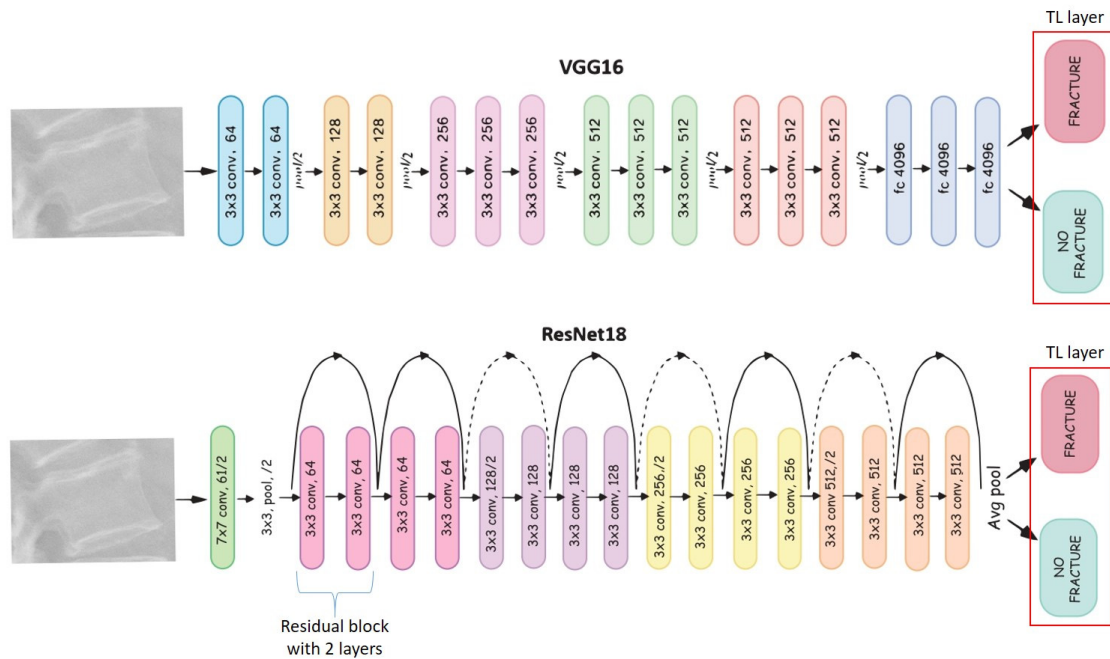 TL layer
VGG16
3x3 conv, 64
3x3 conv, 64
pool/2
3x3 conv, 128
3x3 conv, 128
pool/2
3x3 conv, 256
3x3 conv, 256
3x3 conv, 256
pool/2
3x3 conv, 512
3x3 conv, 512
3x3 conv, 512
pool/2
3x3 conv, 512
3x3 conv, 512
3x3 conv, 512
pool/2
fc 4096
fc 4096
fc 4096
FRACTURE
NO
FRACTURE
ResNet18
TL layer
7x7 conv, 61/2
3x3, pool, /2
3x3 conv, 64
3x3 conv, 64
3x3 conv, 64
3x3 conv, 64
3x3 conv, 128/2
3x3 conv, 128
3x3 conv, 128
3x3 conv, 128
3x3 conv, 256,/2
3x3 conv, 256
3x3 conv, 256
3x3 conv, 256
3x3 conv 512,/2
3x3 conv, 512
3x3 conv, 512
3x3 conv, 512
Avg pool
FRACTURE
NO
FRACTURE
Residual block
with 2 layers